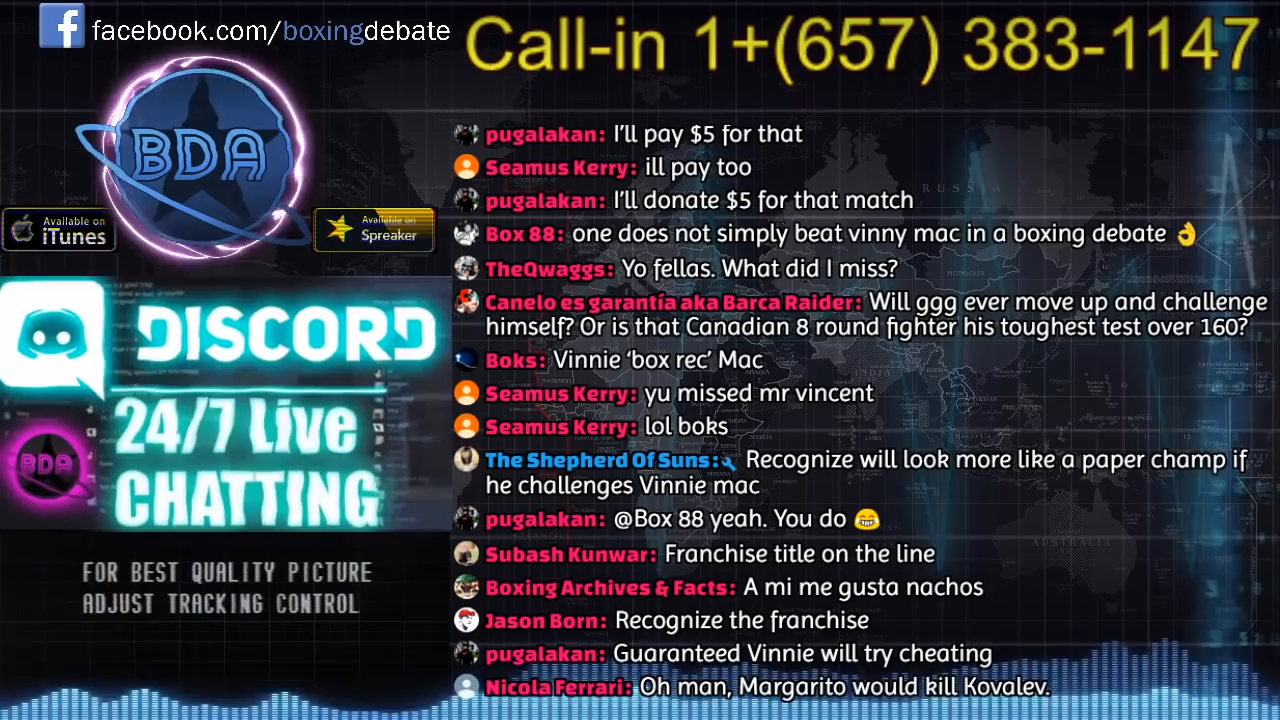 facebook.com/boxingdebate
Call-in 1+(657) 383-1147
BDA
Available on
iTunes
Available on
Spreaker
DISCORD
24/7 Live
CHATTING
BDA
FOR BEST QUALITY PICTURE
ADJUST TRACKING CONTROL
pugalakan: I'll pay $5 for that
Seamus Kerry: ill pay too
pugalakan: I'll donate $5 for that match
Box 88: one does not simply beat vinny mac in a boxing debate 👌
TheQwaggs: Yo fellas. What did I miss?
Canelo es garantía aka Barca Raider: Will ggg ever move up and challenge
himself? Or is that Canadian 8 round fighter his toughest test over 160?
Boks: Vinnie ‘box rec’ Mac
Seamus Kerry: yu missed mr vincent
Seamus Kerry: lol boks
The Shepherd Of Suns: Recognize will look more like a paper champ if
he challenges Vinnie mac
pugalakan: @Box 88 yeah. You do 😂
Subash Kunwar: Franchise title on the line
Boxing Archives & Facts: A mi me gusta nachos
Jason Born: Recognize the franchise
pugalakan: Guaranteed Vinnie will try cheating
Nicola Ferrari: Oh man, Margarito would kill Kovalev.
RUSSIA
MONGOLIA
AUSTRALIA